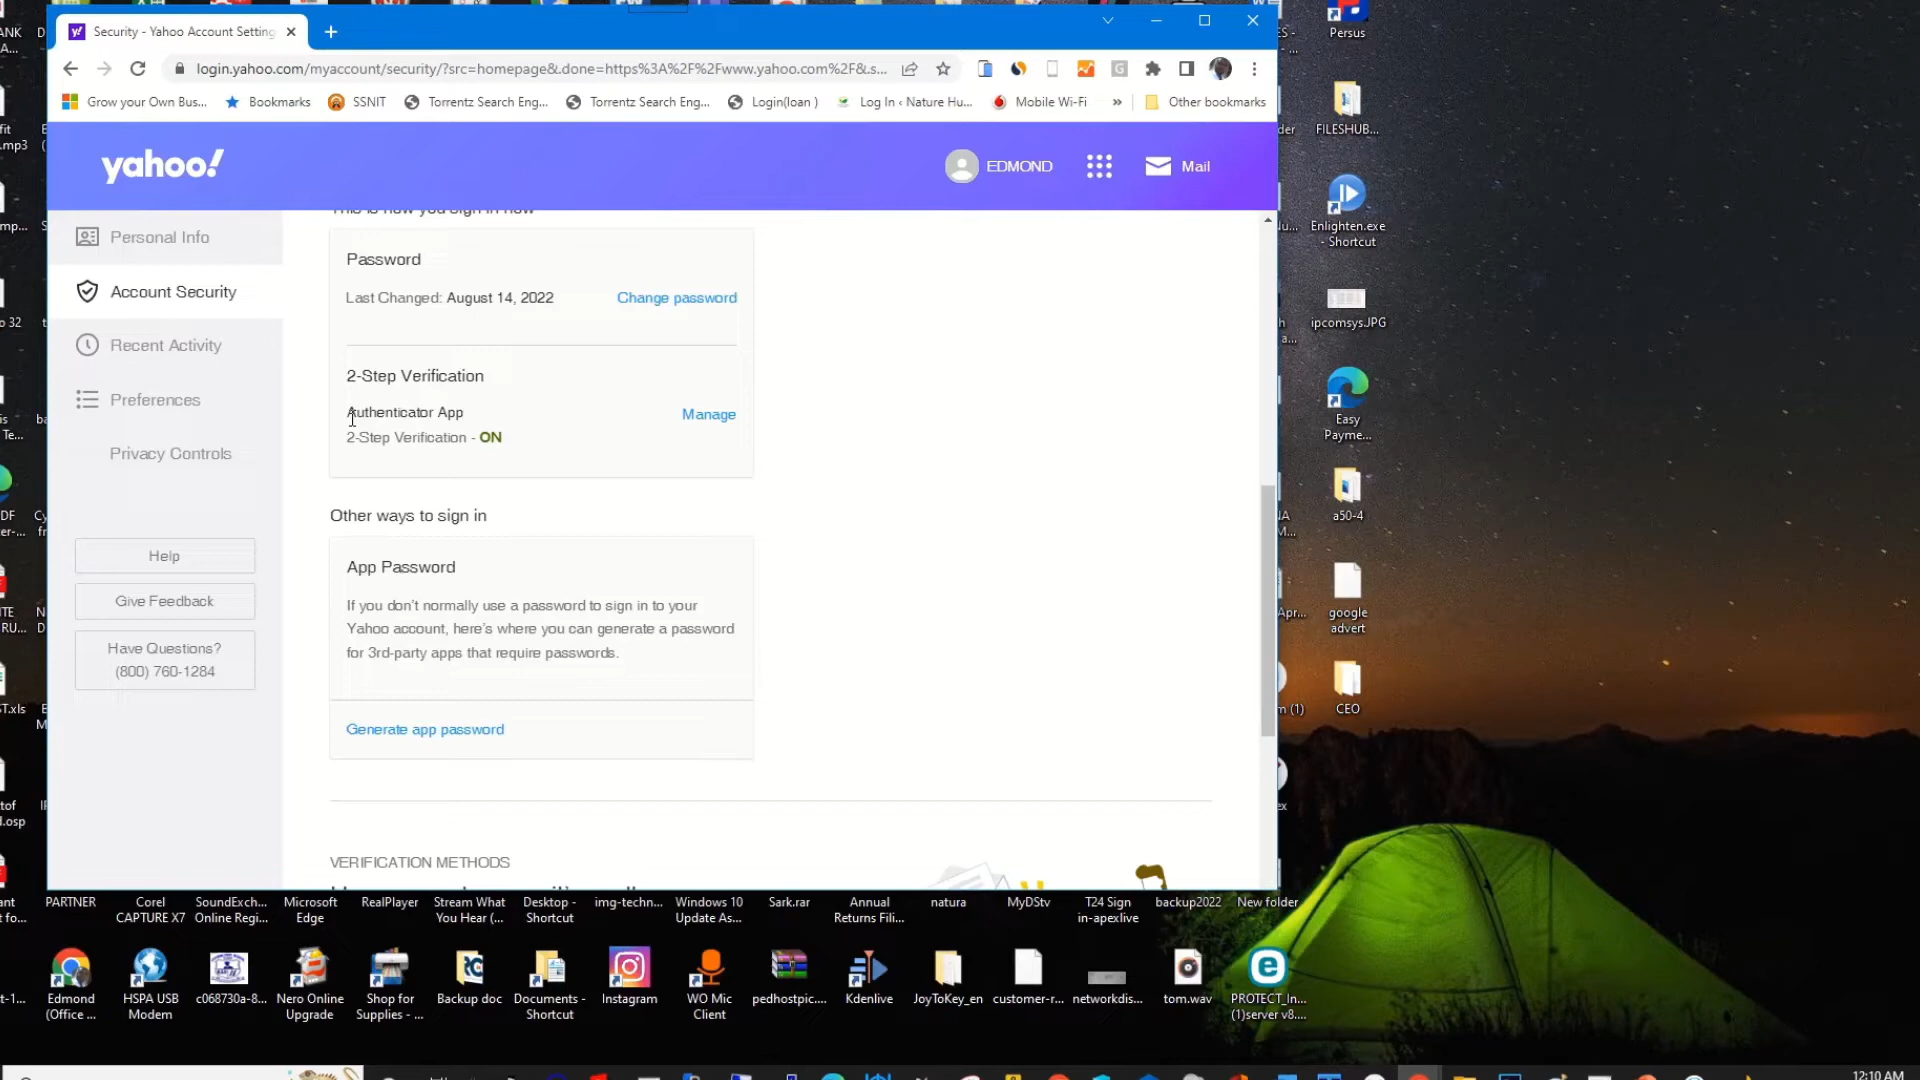 Persus
Security - Yahoo Account Setting
login.yahoo.com/myaccount/security/?src=homepage&.done=https%3A%2F%2Fwww.yahoo.com%2F&.s...
Grow your Own Bus...
Bookmarks
SSNIT
Torrentz Search Eng...
Torrentz Search Eng...
Login(loan )
Log In ‹ Nature Hu...
Mobile Wi-Fi
»
Other bookmarks
FILESHUB...
yahoo!
EDMOND
Mail
Enlighten.exe
- Shortcut
Personal Info
Account Security
Recent Activity
Preferences
Privacy Controls
Help
Give Feedback
Have Questions?
(800) 760-1284
Password
Last Changed: August 14, 2022
Change password
2-Step Verification
Authenticator App
2-Step Verification - ON
Manage
Other ways to sign in
App Password
If you don't normally use a password to sign in to your
Yahoo account, here's where you can generate a password
for 3rd-party apps that require passwords.
Generate app password
VERIFICATION METHODS
ipcomsys.JPG
Easy
Payme...
a50-4
google
advert
CEO
PARTNER
Corel
CAPTURE X7
SoundExch...
Online Regi...
Microsoft
Edge
RealPlayer
Stream What
You Hear (...
Desktop -
Shortcut
img-techn...
Windows 10
Update As...
Sark.rar
Annual
Returns Fili...
natura
MyDStv
T24 Sign
in-apexlive
backup2022
New folder
Edmond
(Office ...
HSPA USB
Modem
c068730a-8...
Nero Online
Upgrade
Shop for
Supplies - ...
Backup doc
Documents -
Shortcut
Instagram
WO Mic
Client
pedhostpic....
Kdenlive
JoyToKey_en
customer-r...
networkdis...
tom.wav
PROTECT_In...
(1)server v8....
12:10 AM